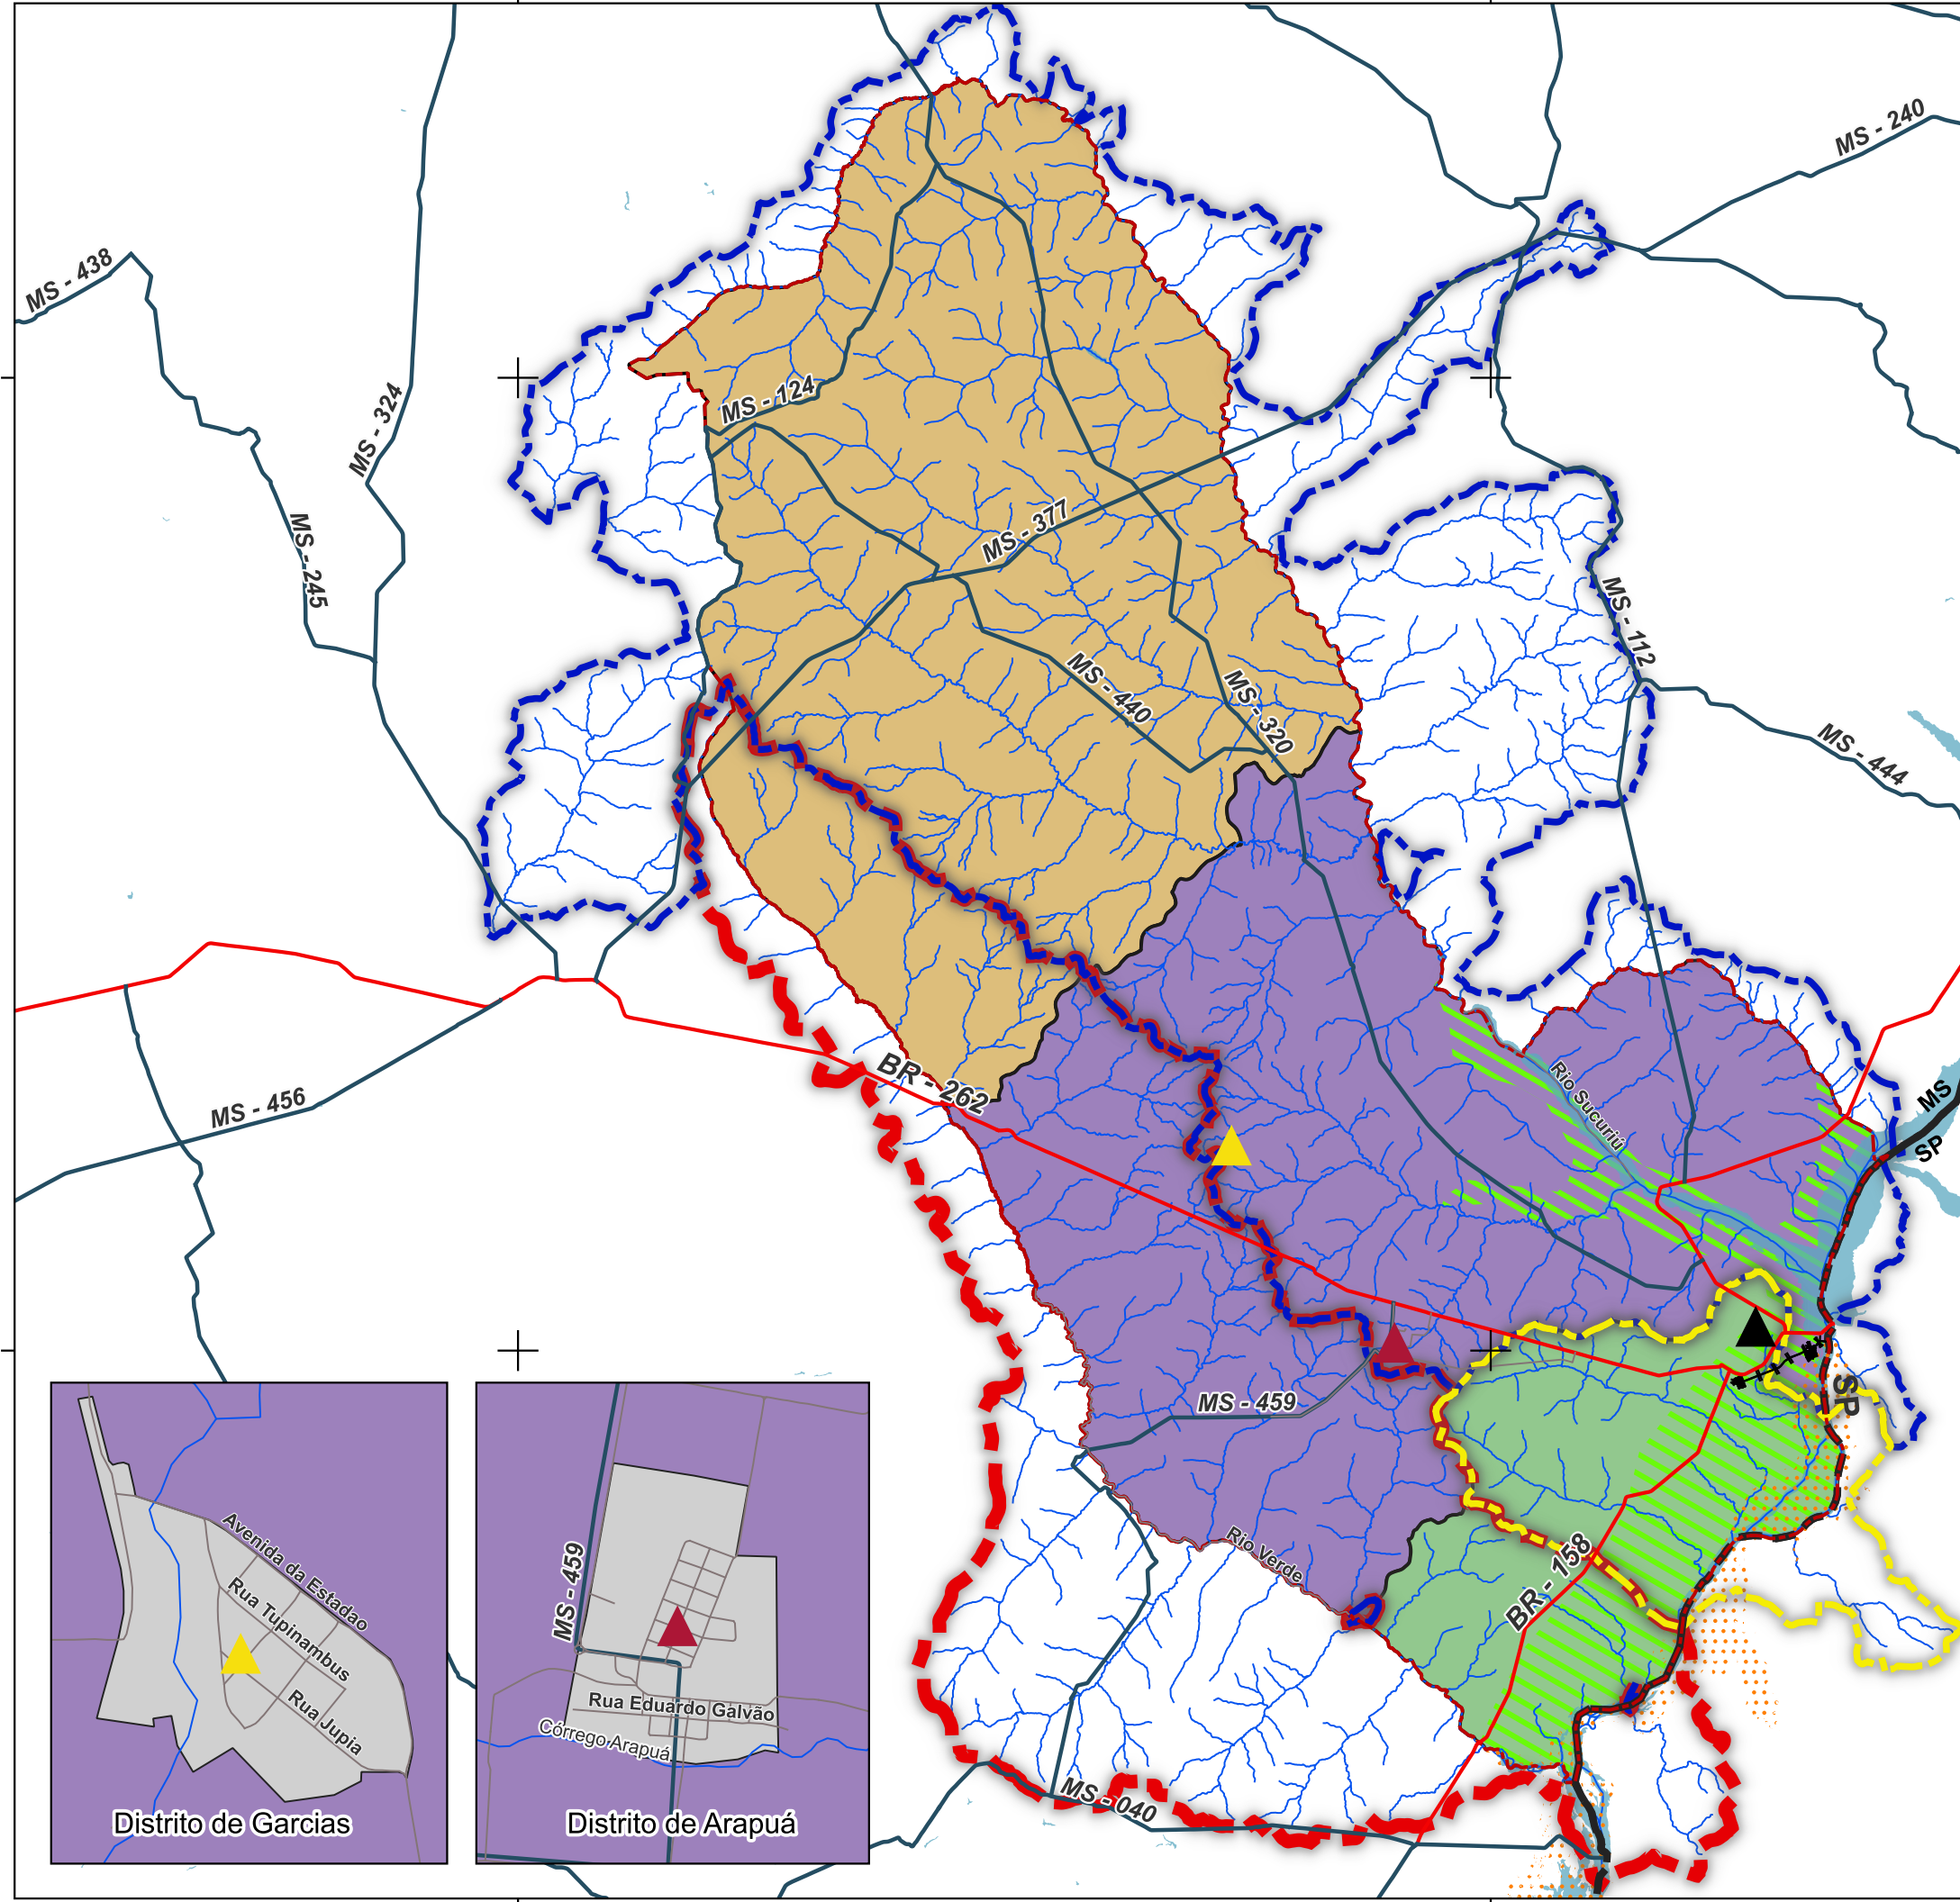 MS - 240
MS - 438
MS - 324
MS - 124
MS - 377
MS - 245
MS - 112
MS - 440
MS - 320
MS - 444
BR - 262
Rio Sucuriú
MS - 456
MS
SP
MS - 459
SP
Rio Verde
BR - 158
MS - 040
Avenida da Estadao
Rua Tupinambus
Rua Jupia
Distrito de Garcias
MS - 459
Rua Eduardo Galvão
Córrego Arapuá
Distrito de Arapuá